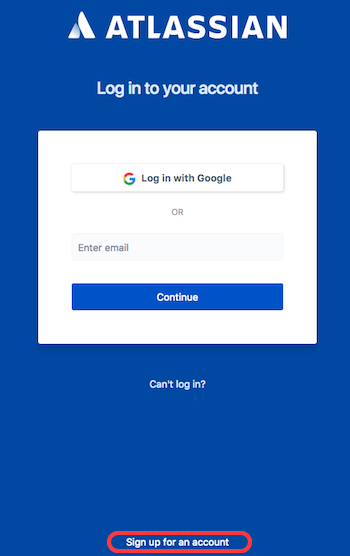 ATLASSIAN
Log in to your account
Log in with Google
OR
Enter email
Continue
Can't log in?
Sign up for an account